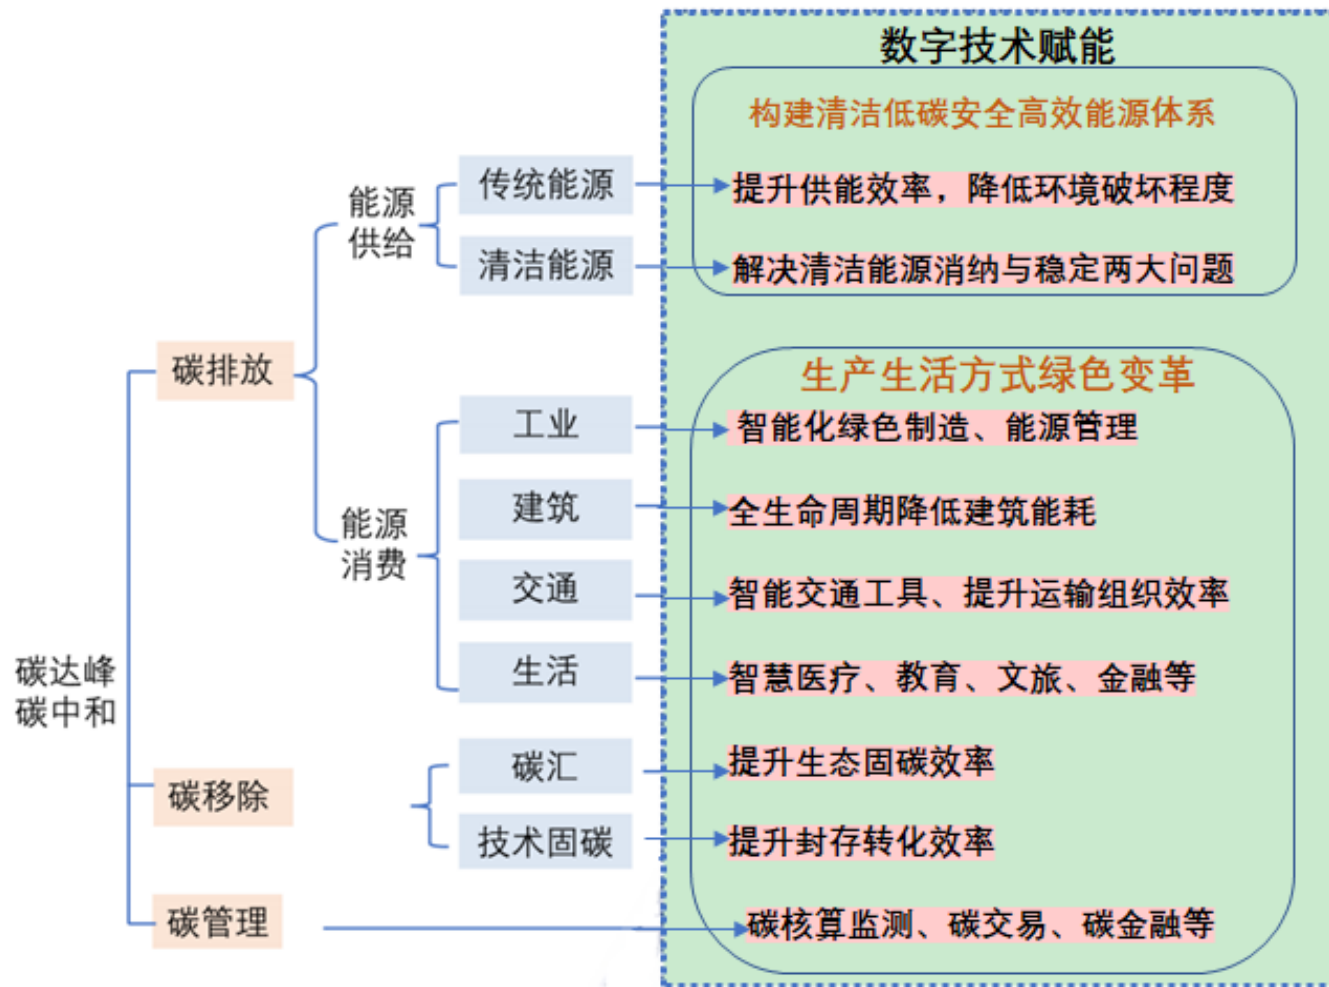 数字技术赋能
构建清洁低碳安全高效能源体系
能源
供给
传统能源
提升供能效率，降低环境破坏程度
清洁能源
解决清洁能源消纳与稳定两大问题
碳排放
生产生活方式绿色变革
工业
智能化绿色制造、能源管理
建筑
全生命周期降低建筑能耗
能源
消费
交通
智能交通工具、提升运输组织效率
生活
智慧医疗、教育、文旅、金融等
碳达峰
碳中和
碳汇
提升生态固碳效率
碳移除
技术固碳
提升封存转化效率
碳管理
碳核算监测、碳交易、碳金融等